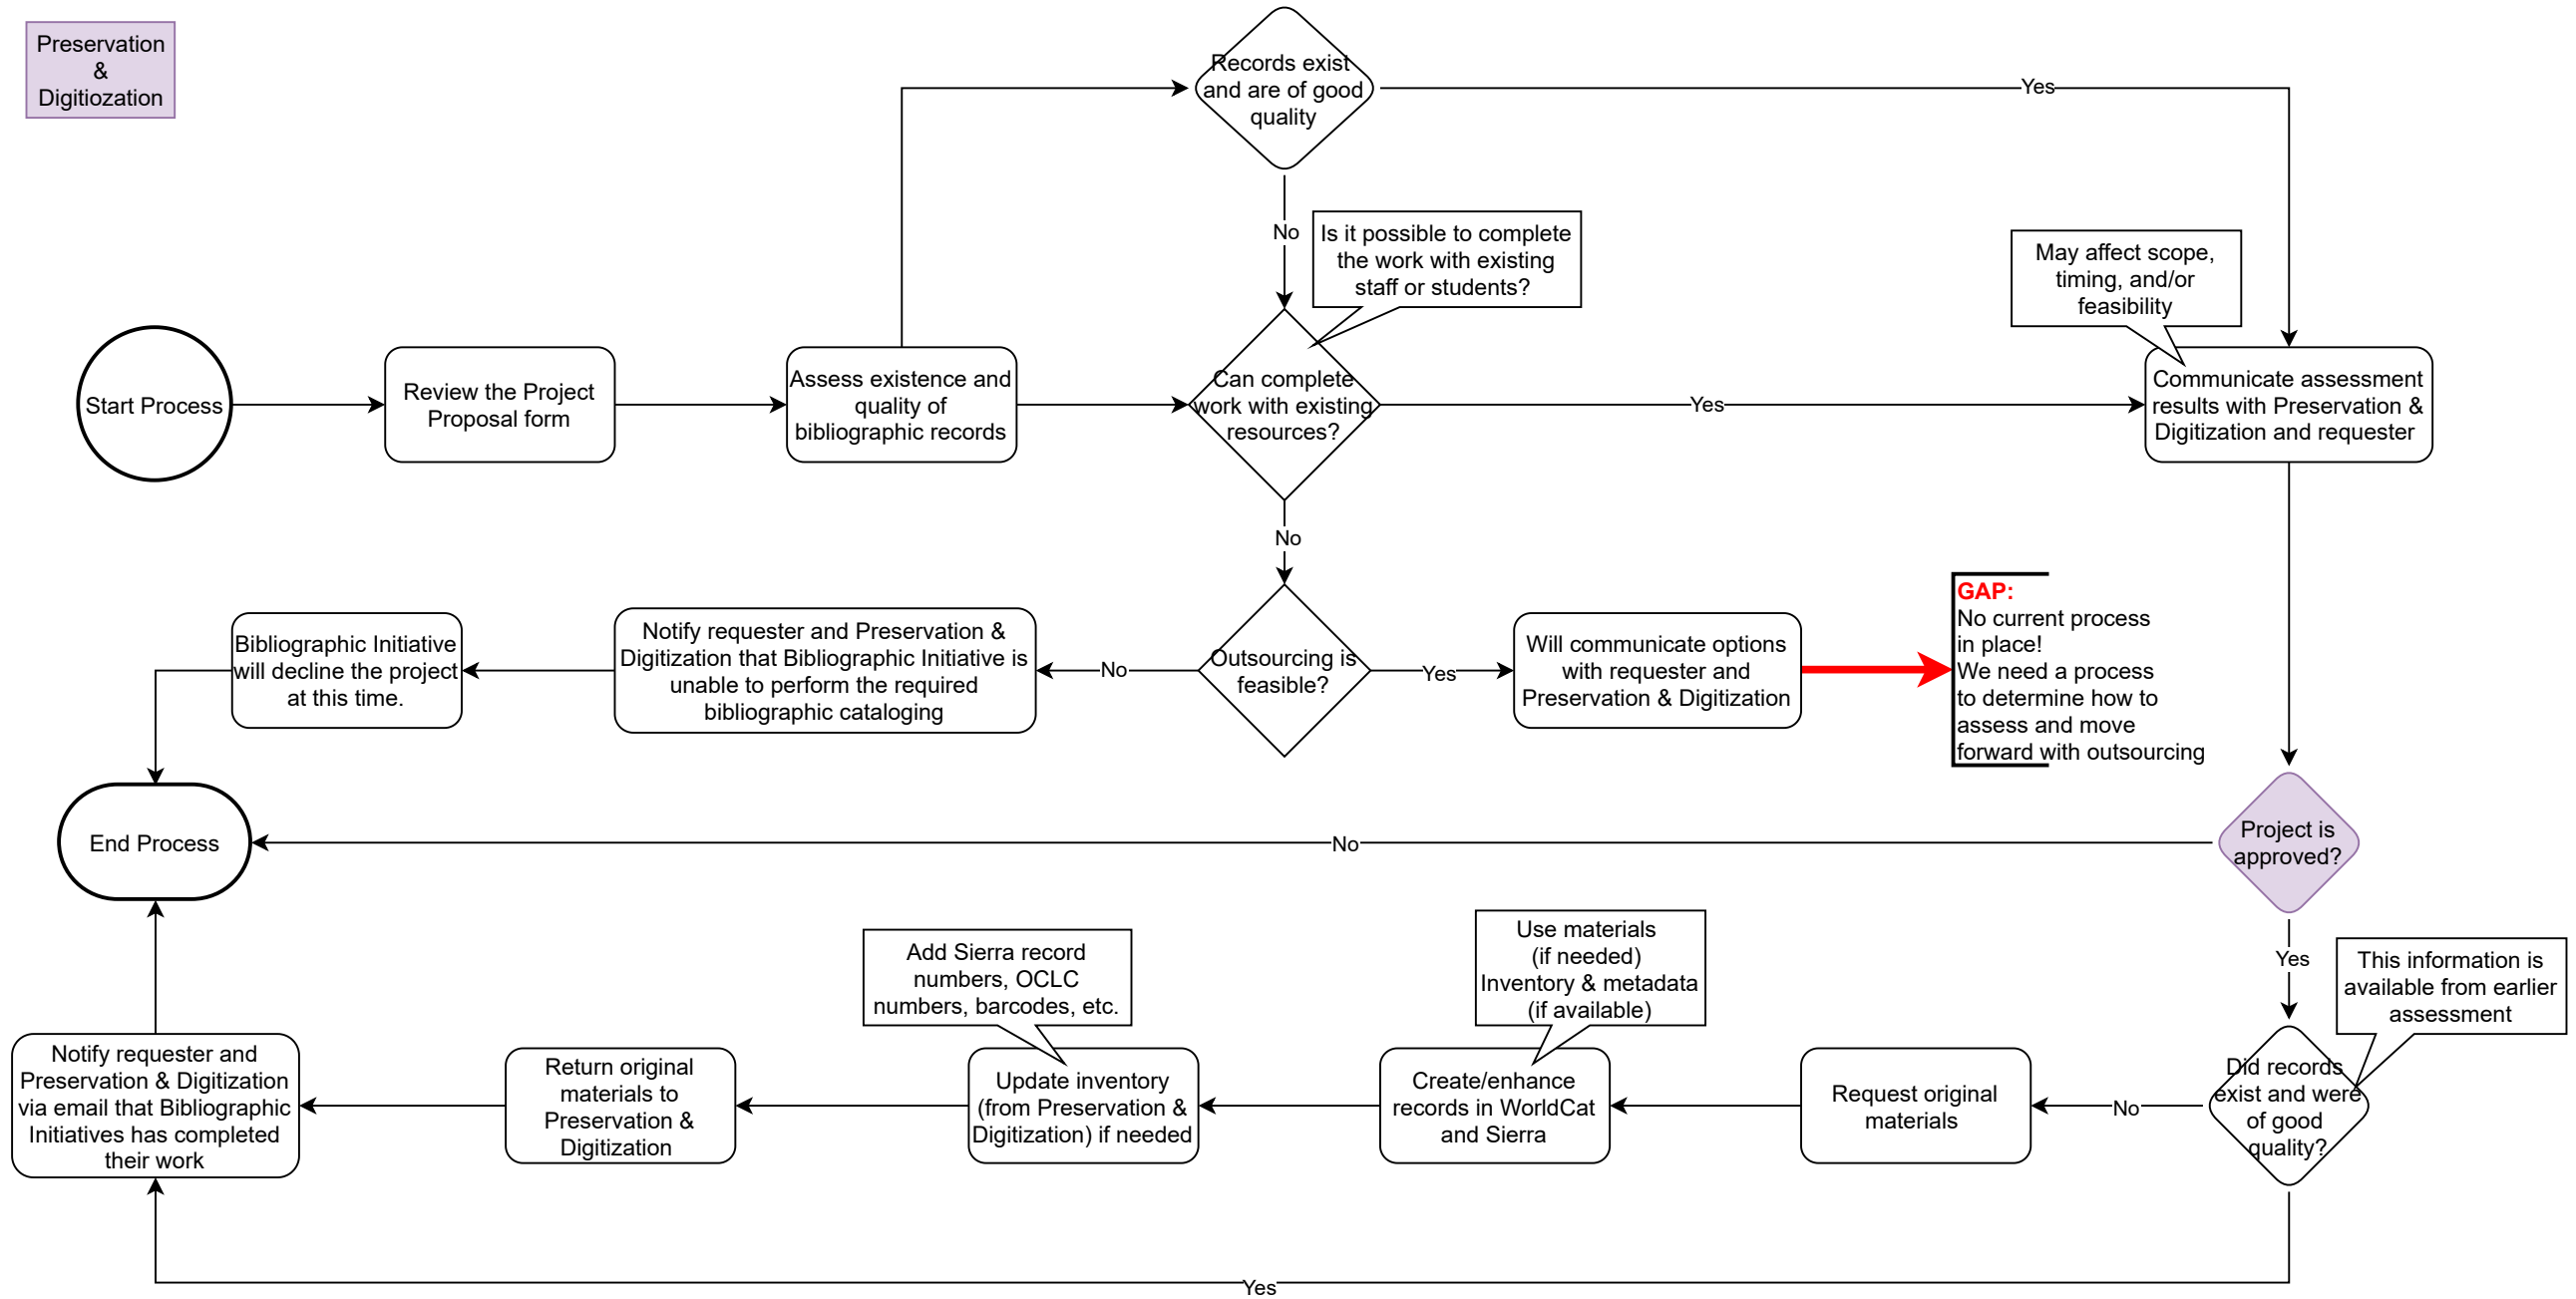 Preservation
&
Digitiozation
Records exist
and are of good
quality
Yes
No
Is it possible to complete
the work with existing
staff or students?
May affect scope,
timing, and/or
feasibility
Start Process
Review the Project
Proposal form
Assess existence and
quality of
bibliographic records
Can complete
work with existing
resources?
Yes
Communicate assessment
results with Preservation &
Digitization and requester
No
Bibliographic Initiative
will decline the project
at this time.
Notify requester and Preservation &
Digitization that Bibliographic Initiative is
unable to perform the required
bibliographic cataloging
No
Outsourcing is
feasible?
Yes
Will communicate options
with requester and
Preservation & Digitization
GAP:
No current process
in place!
We need a process
to determine how to
assess and move
forward with outsourcing
End Process
No
Project is
approved?
Yes
This information is
available from earlier
assessment
Add Sierra record
numbers, OCLC
numbers, barcodes, etc.
Use materials
(if needed)
Inventory & metadata
(if available)
Notify requester and
Preservation & Digitization
via email that Bibliographic
Initiatives has completed
their work
Return original
materials to
Preservation &
Digitization
Update inventory
(from Preservation &
Digitization) if needed
Create/enhance
records in WorldCat
and Sierra
Request original
materials
No
Did records
exist and were
of good
quality?
Yes